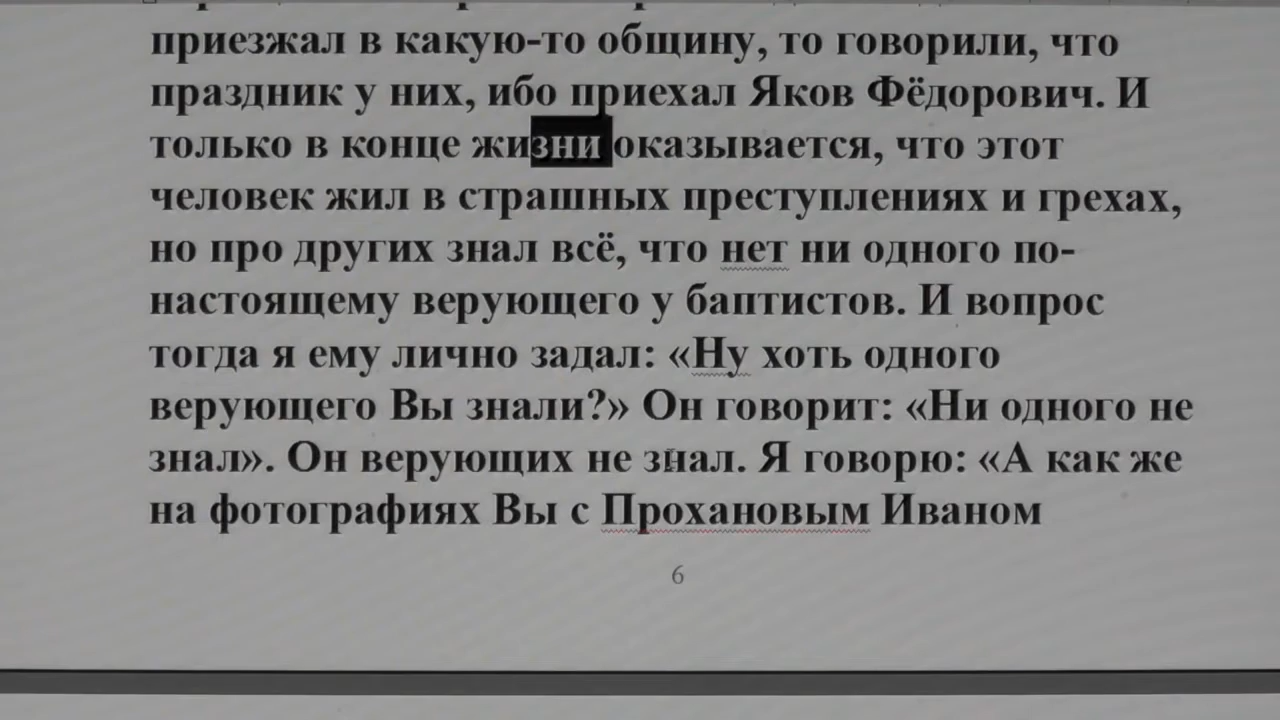 приезжал в какую-то общину, то говорили, что
праздник у них, ибо приехал Яков Фёдорович. И
только в конце жизни оказывается, что этот
человек жил в страшных преступлениях и грехах,
но про других знал всё, что нет ни одного по-
настоящему верующего у баптистов. И вопрос
тогда я ему лично задал: «Ну хоть одного
верующего Вы знали?» Он говорит: «Ни одного не
знал». Он верующих не знал. Я говорю: «А как же
на фотографиях Вы с Прохановым Иваном
6